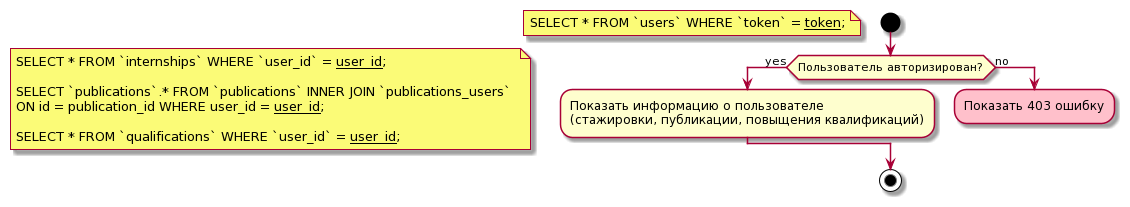 SELECT * FROM `users` WHERE `token` = token;
Пользователь авторизирован?
yes
no
SELECT * FROM `internships` WHERE `user_id` = user_id;
SELECT `publications`.* FROM `publications` INNER JOIN `publications_users`
ON id = publication_id WHERE user_id = user_id;
SELECT * FROM `qualifications` WHERE `user_id` = user_id;
Показать информацию о пользователе
(стажировки, публикации, повыщения квалификаций)
Показать 403 ошибку